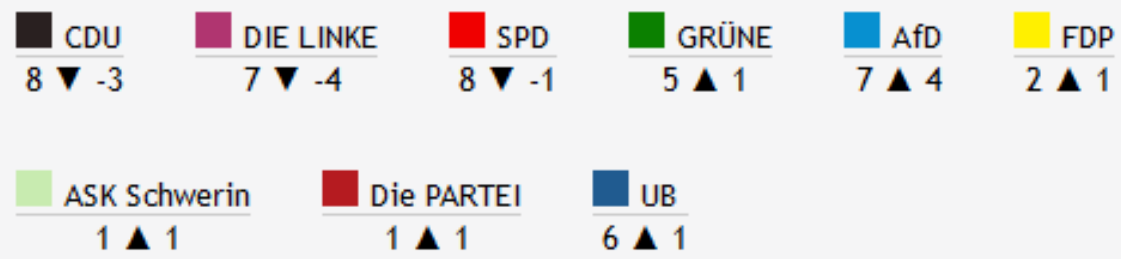 CDU DIE LINKE SPD GRÜNE AfD FDP
8 ▼ -3 7 ▼ -4 8 ▼ -1 5 ▲ 1 7 ▲ 4 2 ▲ 1
ASK Schwerin Die PARTEI UB
1 ▲ 1 1 ▲ 1 6 ▲ 1